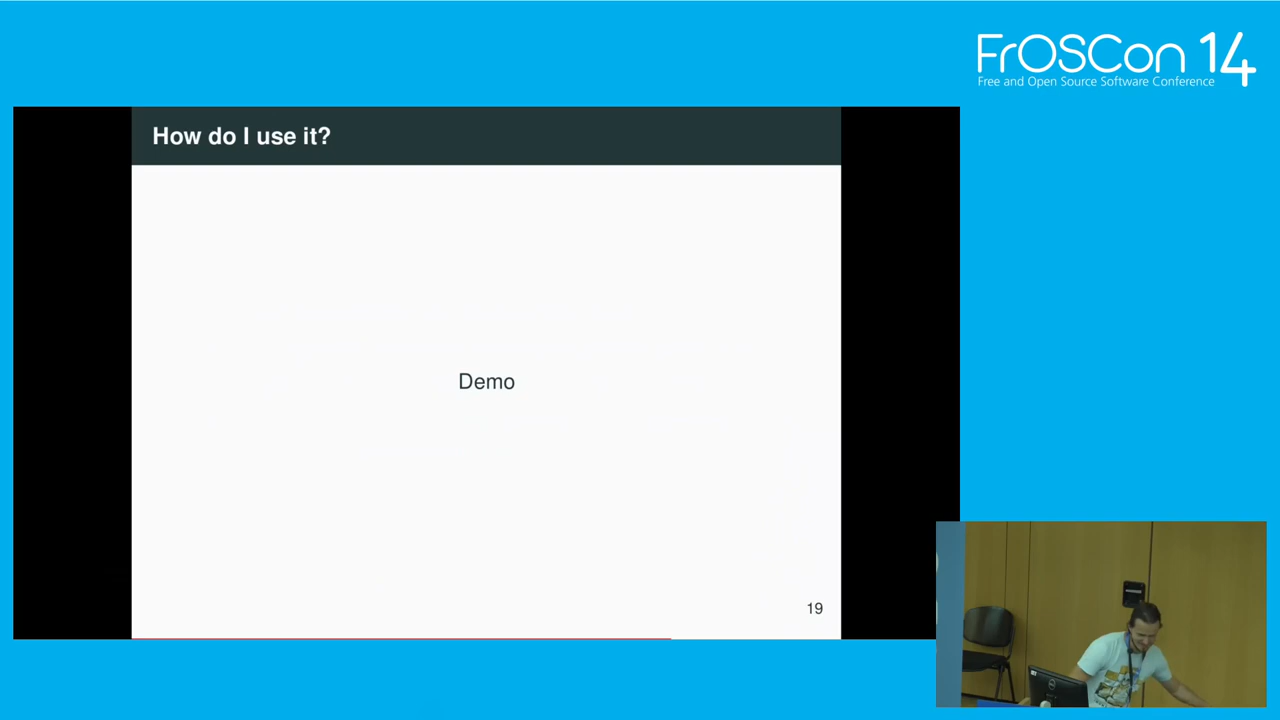 FrOSCon 14
Free and Open Source Software Conference
How do I use it?
Demo
19